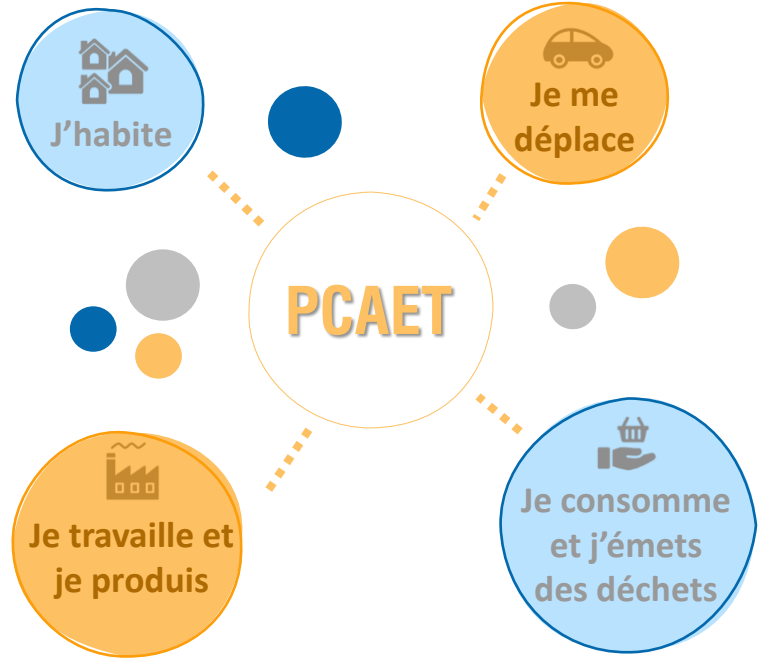 J’habite
Je me
déplace
PCAET
Je travaille et
je produis
Je consomme
et j’émets
des déchets